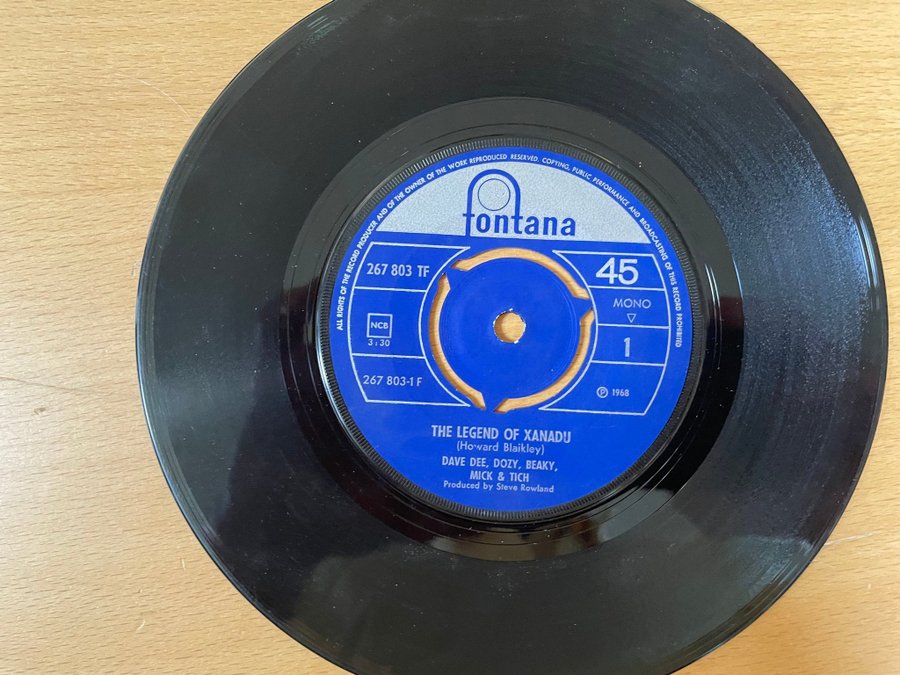 ALL RIGHTS OF THE RECORD PRODUCER AND OF THE OWNER OF THE WORK REPRODUCED RESERVED. COPYING, PUBLIC PERFORMANCE AND BROADCASTING OF THIS RECORD PROHIBITED
fontana
267 803 TF
45
MONO
NCB
3:30
1
267 803-1 F
Ⓟ 1968
THE LEGEND OF XANADU
(Howard Blaikley)
DAVE DEE, DOZY, BEAKY,
MICK & TICH
Produced by Steve Rowland